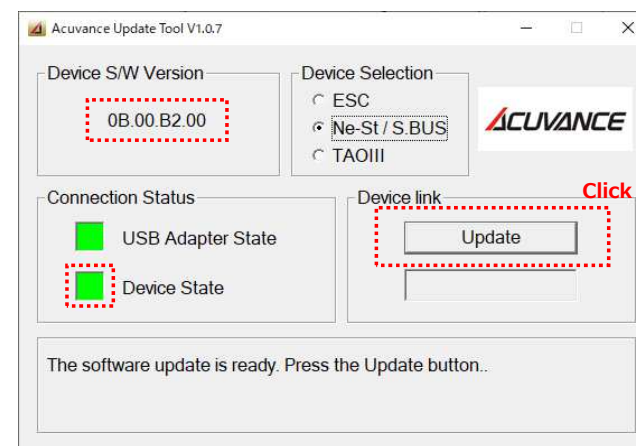 Acuvance Update Tool V1.0.7
Device S/W Version
0B.00.B2.00
Device Selection
ESC
Ne-St / S.BUS
TAOIII
ACUVANCE
Connection Status
USB Adapter State
Device State
Device link
Click
Update
The software update is ready. Press the Update button..